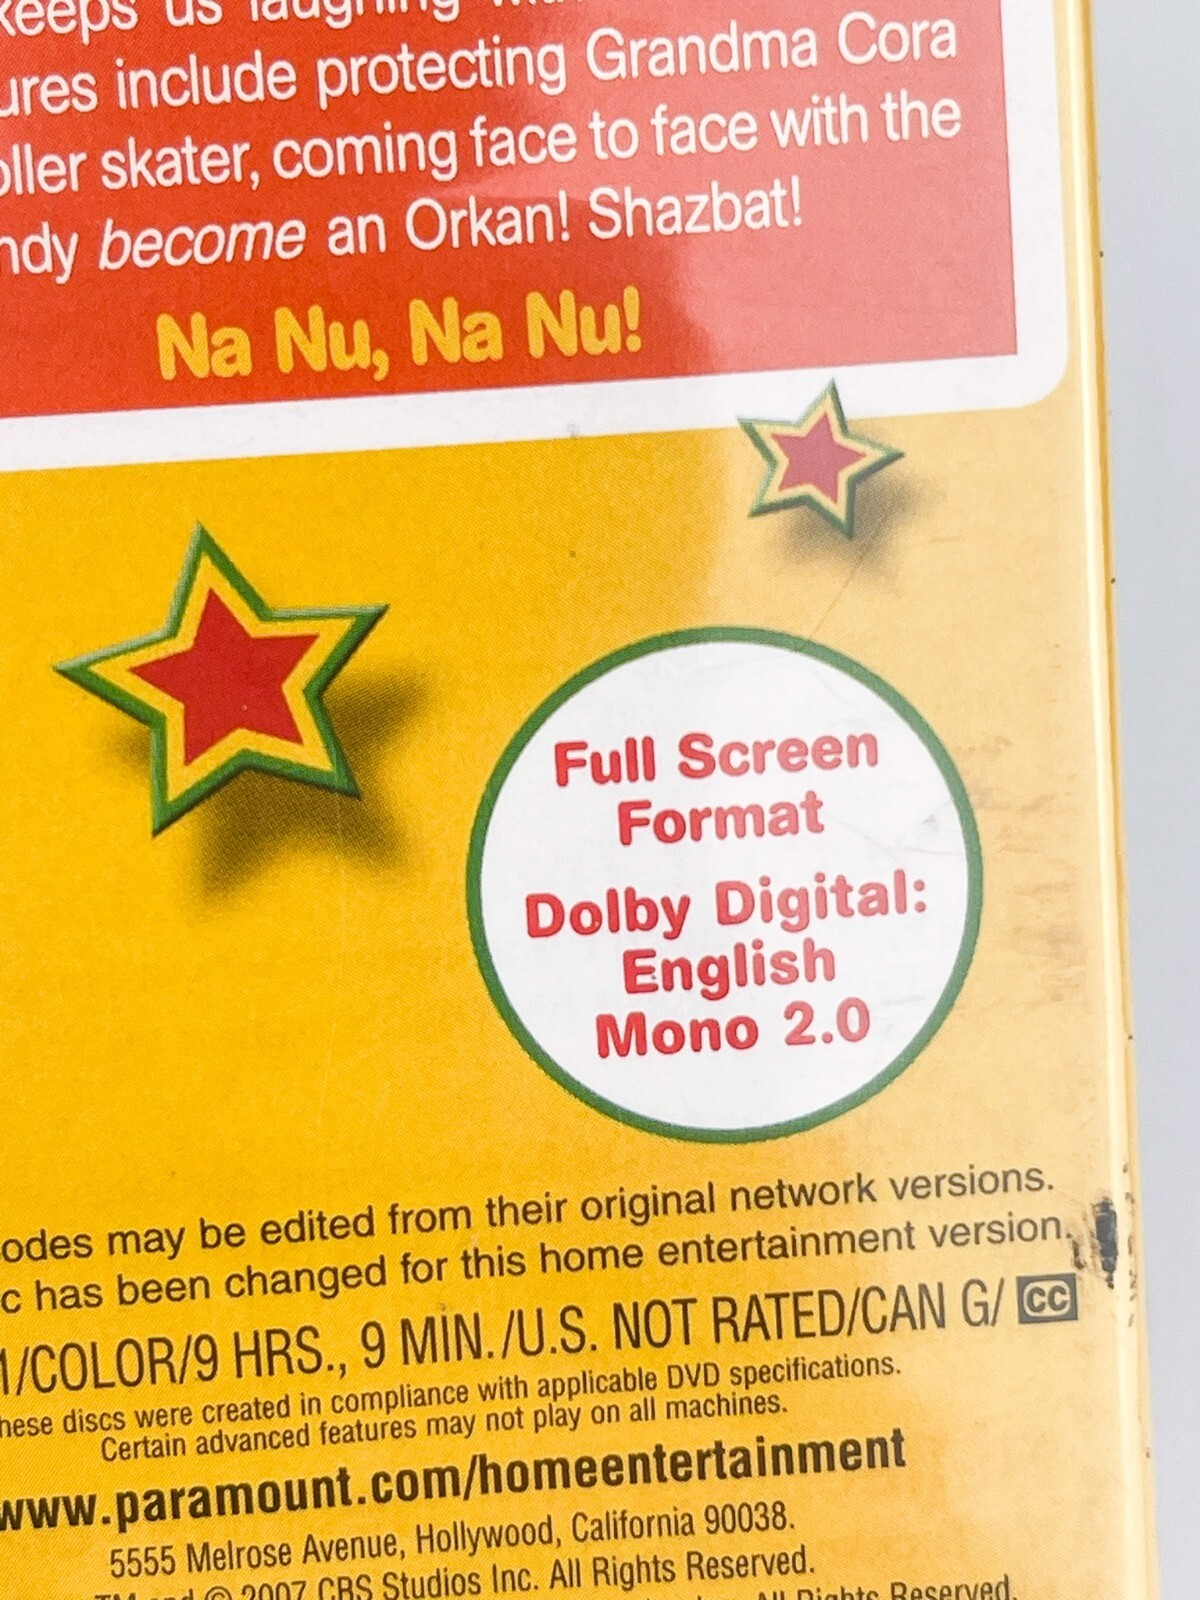 keeps us laughing
ures include protecting Grandma Cora
oller skater, coming face to face with the
ndy become an Orkan! Shazbat!
Na Nu, Na Nu!
Full Screen
Format
Dolby Digital:
English
Mono 2.0
odes may be edited from their original network versions.
c has been changed for this home entertainment version.
/COLOR/9 HRS., 9 MIN./U.S. NOT RATED/CAN G/ CC
hese discs were created in compliance with applicable DVD specifications.
Certain advanced features may not play on all machines.
www.paramount.com/homeentertainment
5555 Melrose Avenue, Hollywood, California 90038.
TM and © 2007 CBS Studios Inc. All Rights Reserved.
All Rights Reserved.